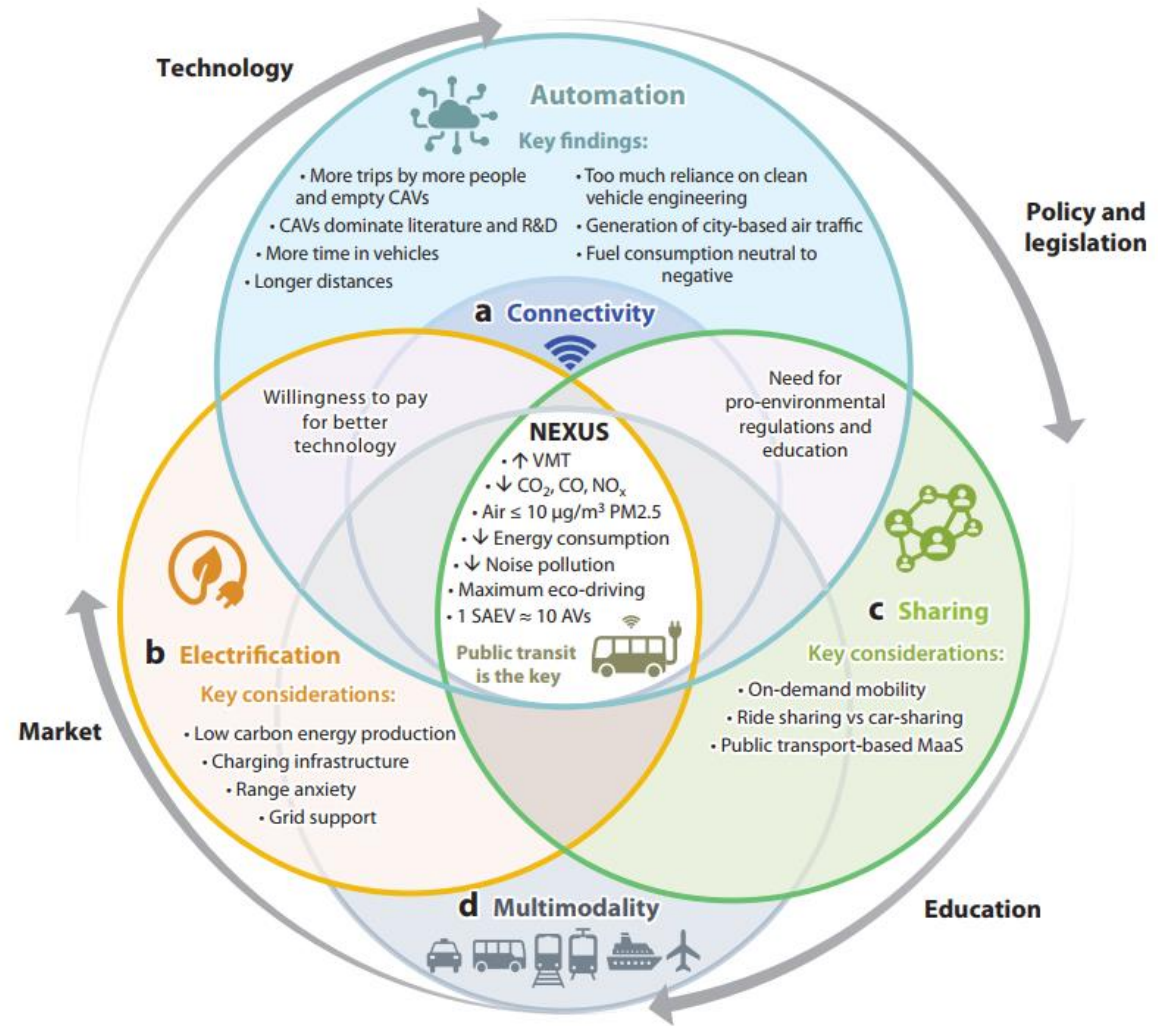 Technology
Policy and
legislation
Automation
Key findings:
• More trips by more people
and empty CAVs
• CAVs dominate literature and R&D
• More time in vehicles
• Longer distances
• Too much reliance on clean
vehicle engineering
• Generation of city-based air traffic
• Fuel consumption neutral to
negative
a Connectivity
Willingness to pay
for better
technology
Need for
pro-environmental
regulations and
education
NEXUS
• ↑ VMT
• ↓ CO₂, CO, NOₓ
• Air ≤ 10 μg/m³ PM2.5
• ↓ Energy consumption
• ↓ Noise pollution
• Maximum eco-driving
• 1 SAEV ≈ 10 AVs
Public transit
is the key
b Electrification
Key considerations:
• Low carbon energy production
• Charging infrastructure
• Range anxiety
• Grid support
c Sharing
Key considerations:
• On-demand mobility
• Ride sharing vs car-sharing
• Public transport-based MaaS
Market
Education
d Multimodality